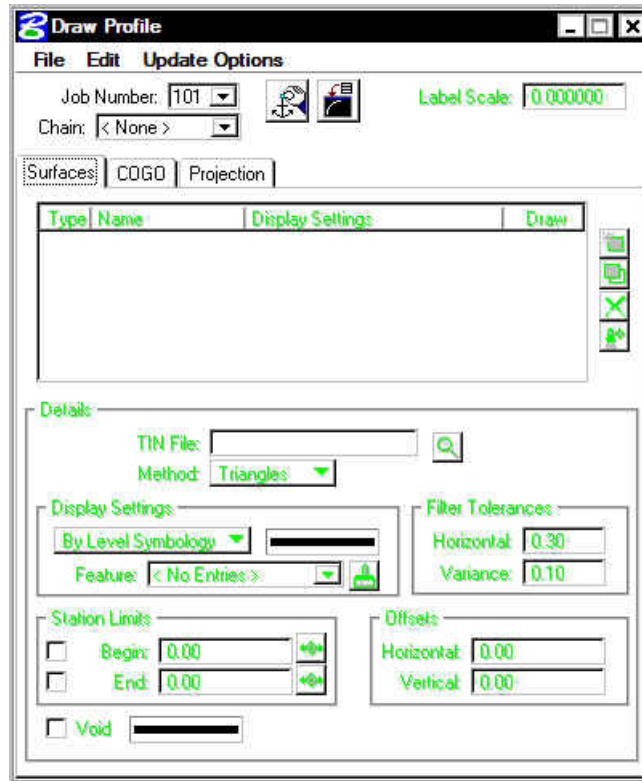 Draw Profile
File Edit Update Options
Job Number: 101
Label Scale: 0.000000
Chain: < None >
Surfaces COGO Projection
Type Name Display Settings Draw
Details
TIN File:
Method: Triangles
Display Settings
By Level Symbology
Feature: < No Entries >
Filter Tolerances
Horizontal: 0.30
Variance: 0.10
Station Limits
Begin: 0.00
End: 0.00
Offsets
Horizontal: 0.00
Vertical: 0.00
Void